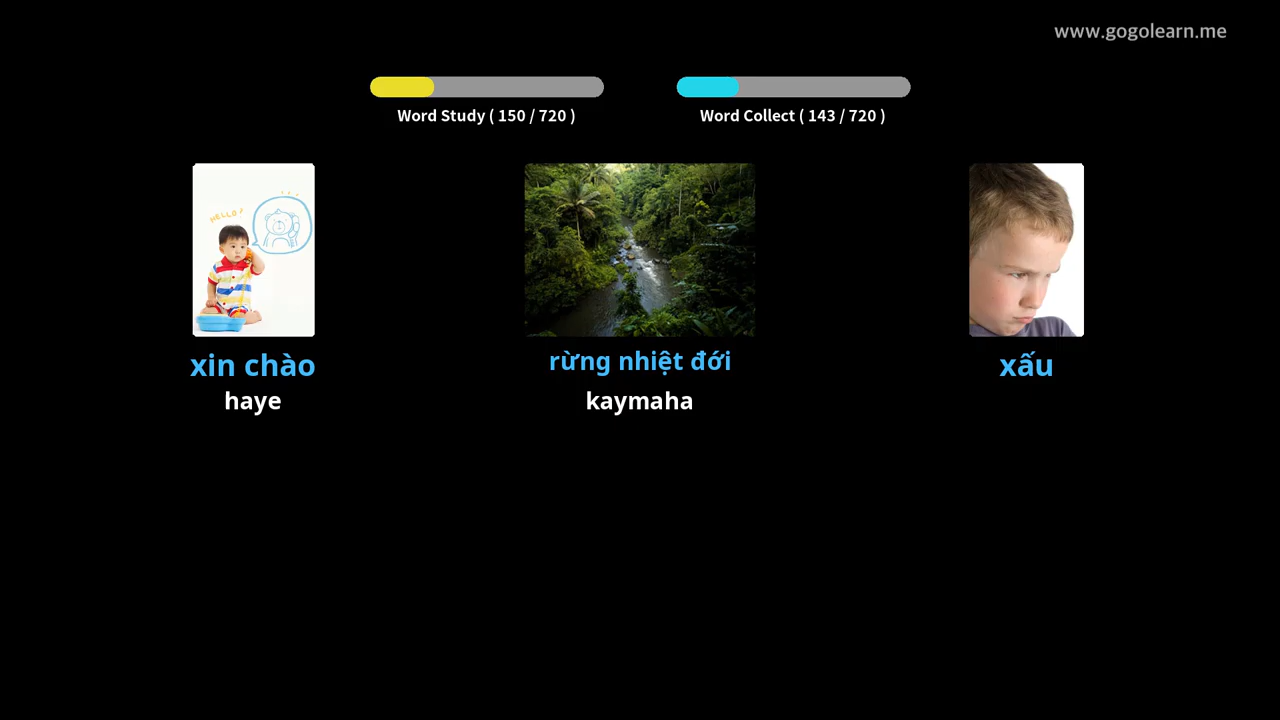 www.gogolearn.me
Word Study ( 150 / 720 )
Word Collect ( 143 / 720 )
HELLO?
xin chào
haye
rừng nhiệt đới
kaymaha
xấu